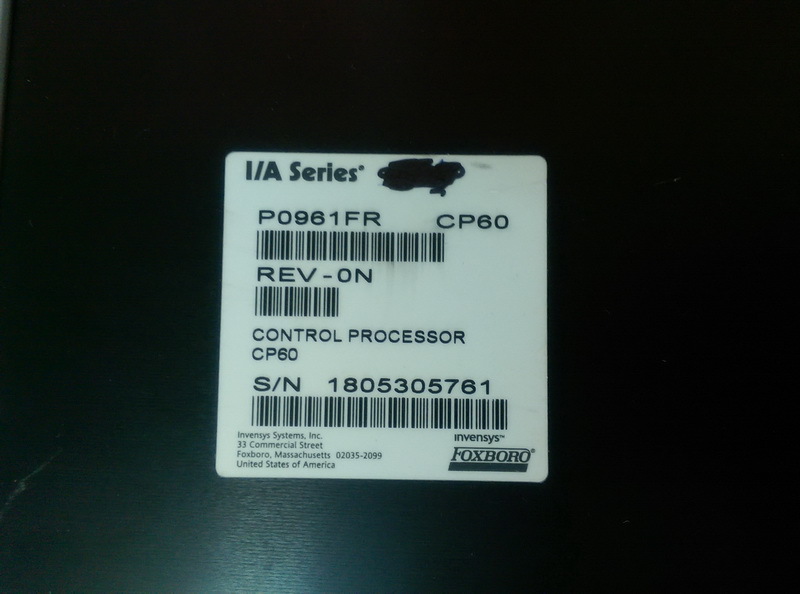 I/A Series®
P0961FR CP60
REV-0N
CONTROL PROCESSOR
CP60
S/N 1805305761
Invensys Systems, Inc.
33 Commercial Street
Foxboro, Massachusetts 02035-2099
United States of America
invensys™
FOXBORO®